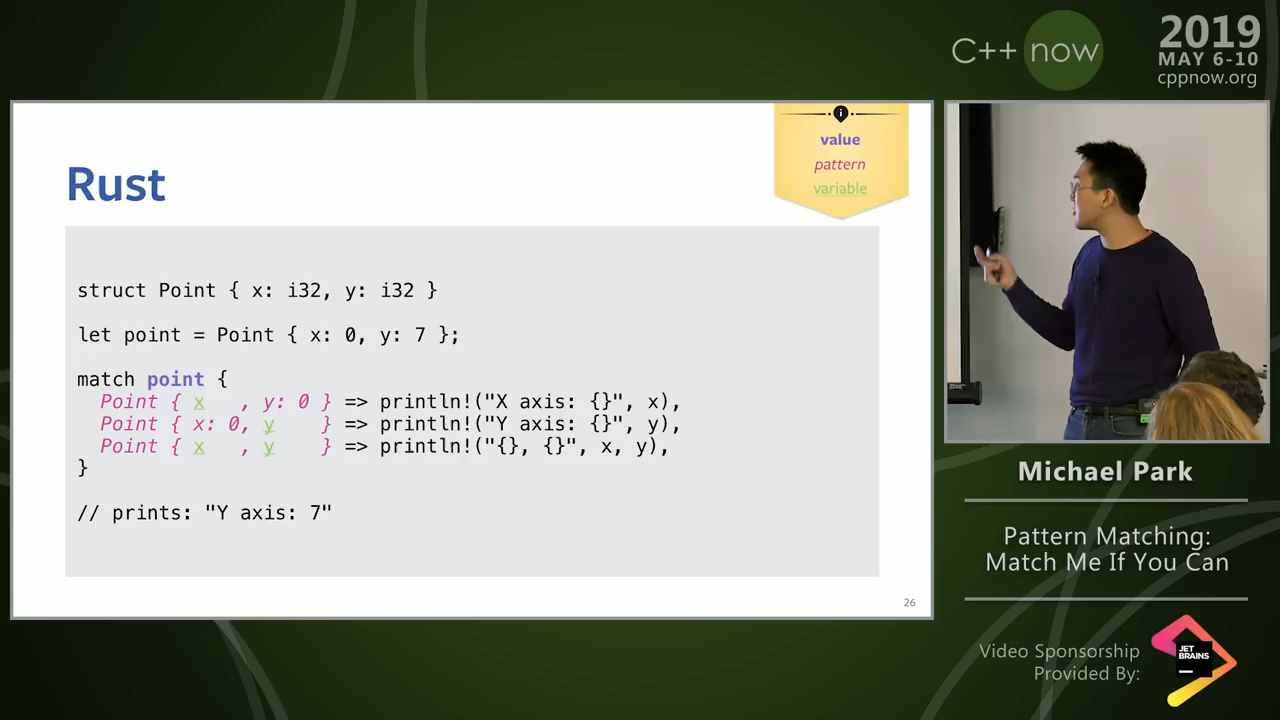 C++ now
2019
MAY 6-10
cppnow.org
value
pattern
variable
Rust
struct Point { x: i32, y: i32 }
let point = Point { x: 0, y: 7 };
match point {
  Point { x   , y: 0 } => println!("X axis: {}", x),
  Point { x: 0, y    } => println!("Y axis: {}", y),
  Point { x   , y    } => println!("{}, {}", x, y),
}
// prints: "Y axis: 7"
26
Michael Park
Pattern Matching:
Match Me If You Can
Video Sponsorship
Provided By:
JET
BRAINS